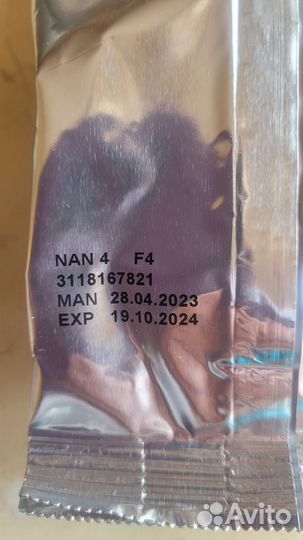 NAN 4 F4
3118167821
MAN 28.04.2023
EXP 19.10.2024
Avito